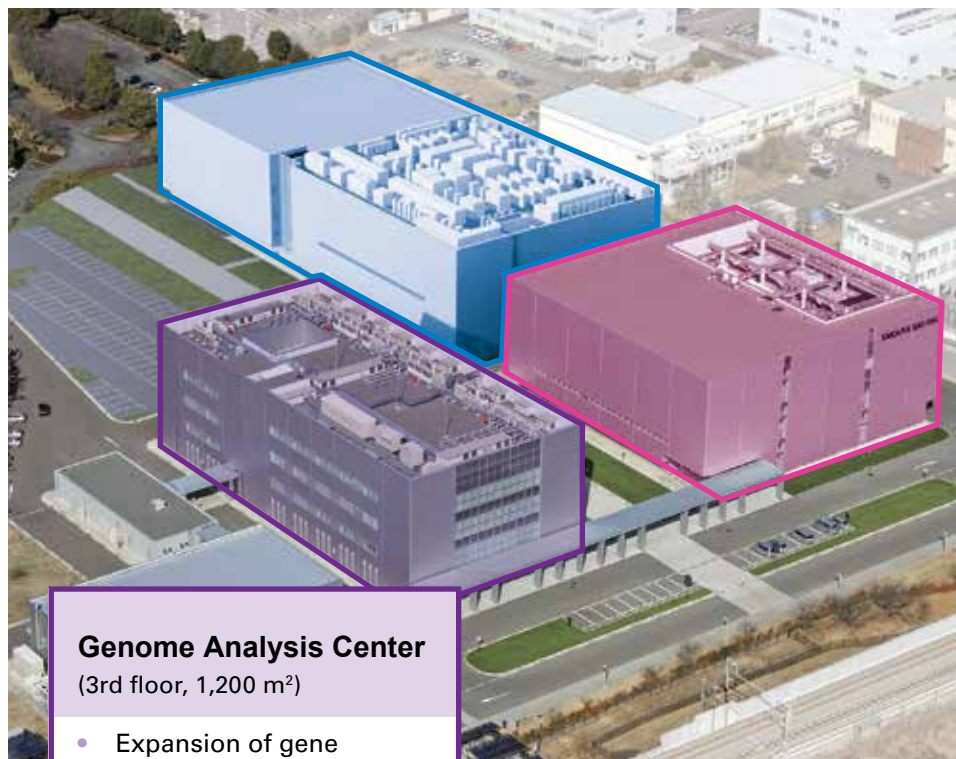 Genome Analysis Center
(3rd floor, 1,200 m²)
• Expansion of gene